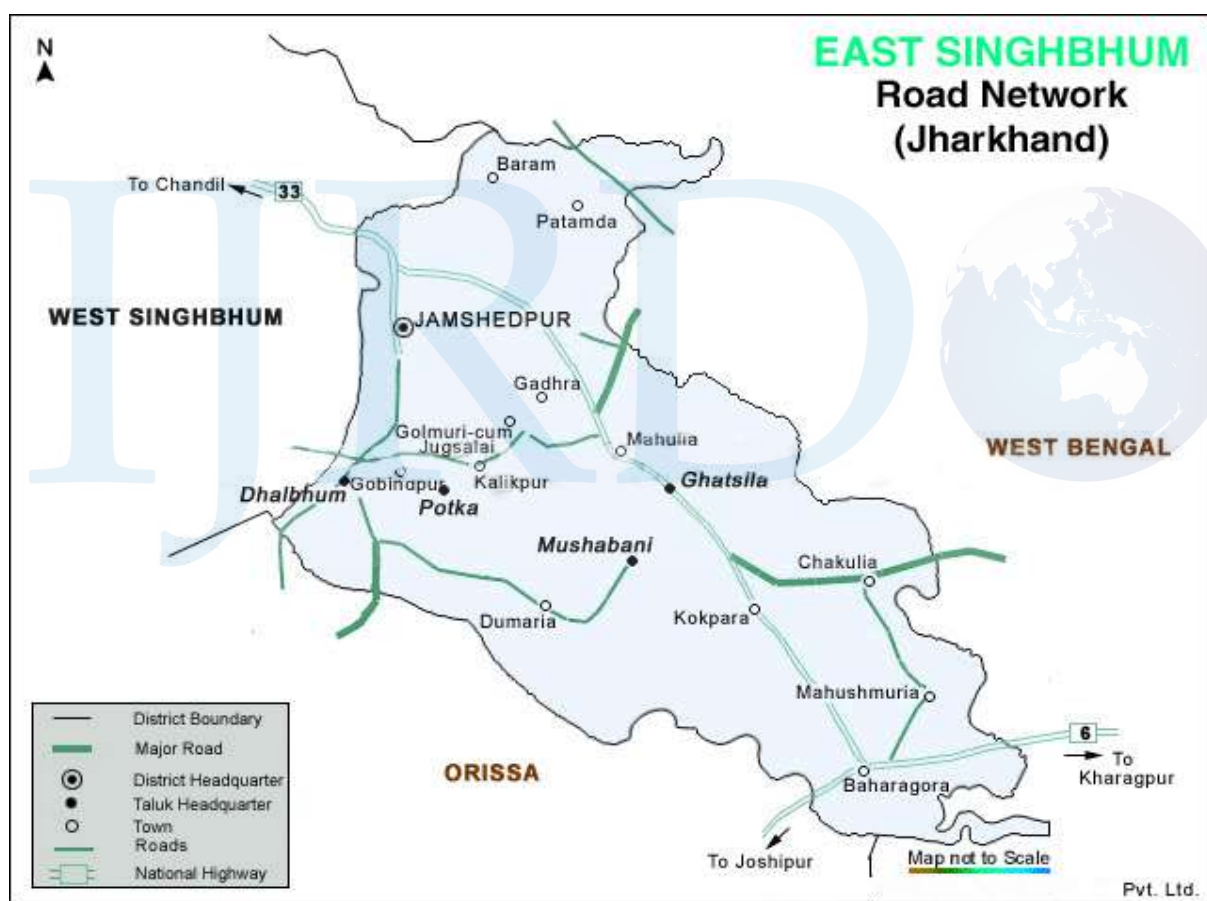 N
EAST SINGHBHUM
Road Network
(Jharkhand)
To Chandil
33
Baram
Patamda
WEST SINGHBHUM
JAMSHEDPUR
Gadhra
Golmuri-cum
Jugsalai
Mahulia
WEST BENGAL
Dhalbhum
Gobindpur
Kalikpur
Potka
Ghatsila
Mushabani
Chakulia
Dumaria
Kokpara
Mahushmuria
ORISSA
6
To
Kharagpur
Baharagora
To Joshipur
Map not to Scale
Pvt. Ltd.
District Boundary
Major Road
District Headquarter
Taluk Headquarter
Town
Roads
National Highway
IJRD